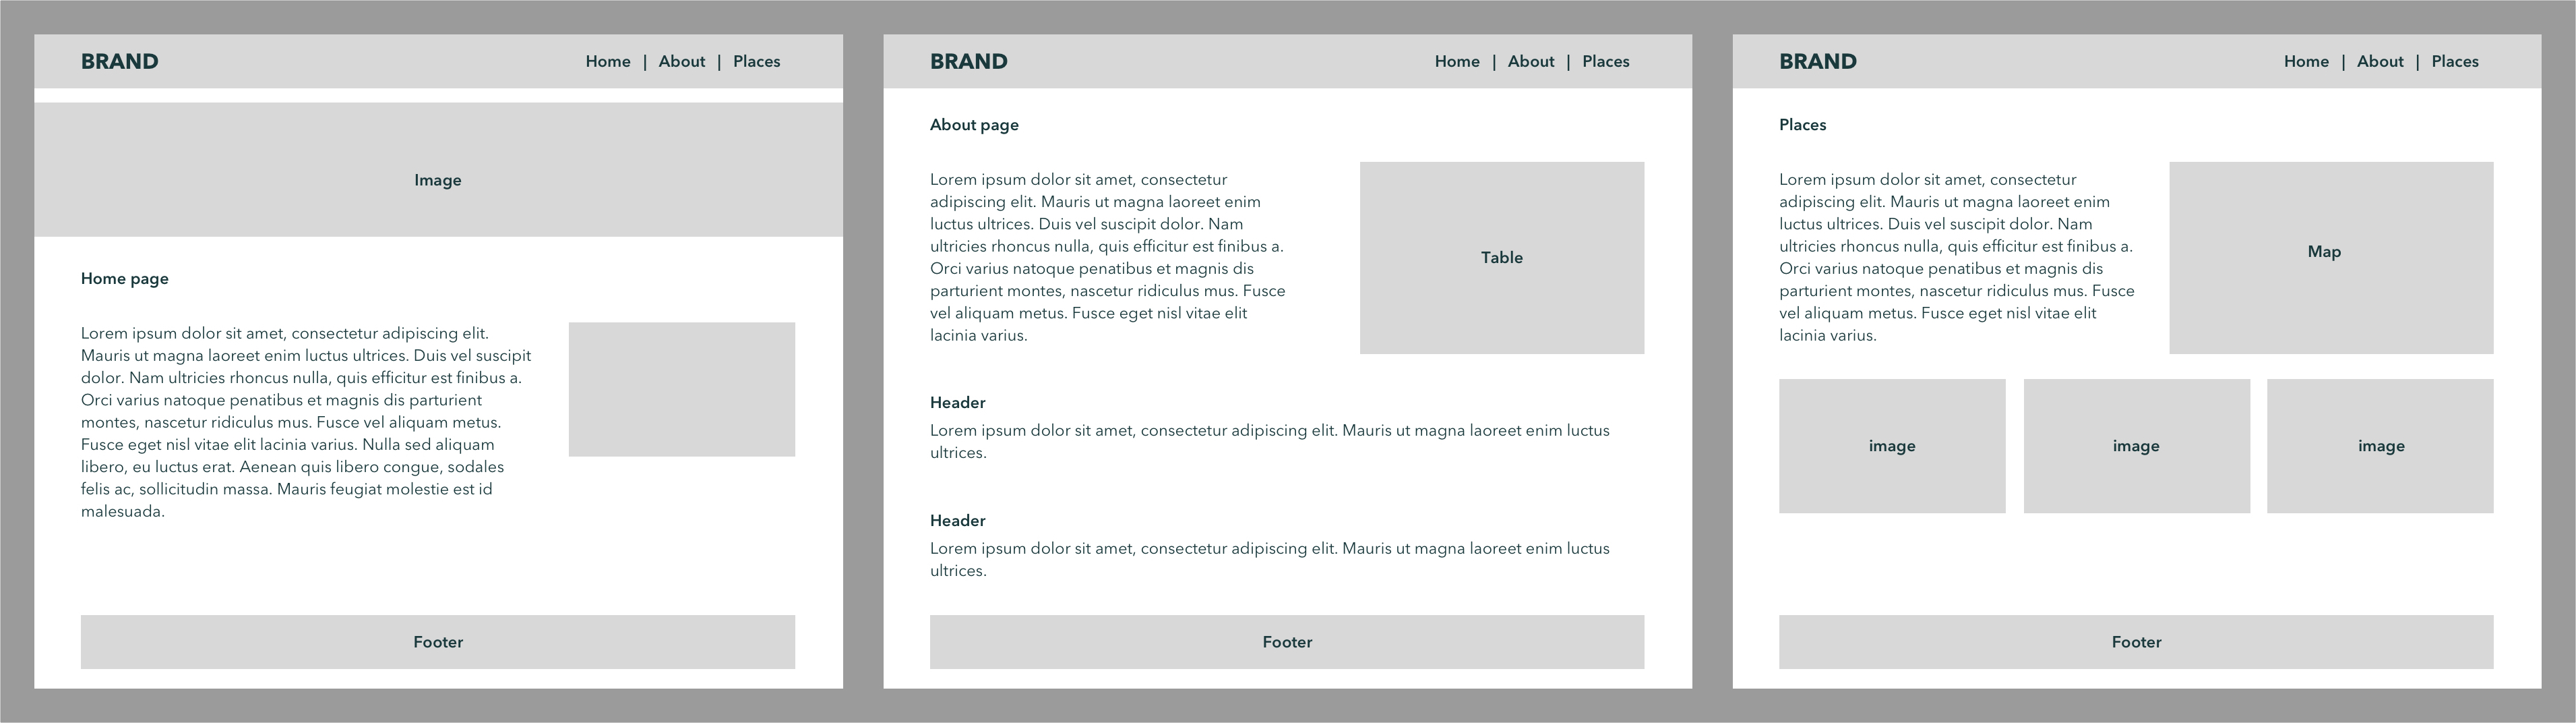 BRAND
Home | About | Places
Image
Home page
Lorem ipsum dolor sit amet, consectetur adipiscing elit.
Mauris ut magna laoreet enim luctus ultrices. Duis vel suscipit
dolor. Nam ultricies rhoncus nulla, quis efficitur est finibus a.
Orci varius natoque penatibus et magnis dis parturient
montes, nascetur ridiculus mus. Fusce vel aliquam metus.
Fusce eget nisl vitae elit lacinia varius. Nulla sed aliquam
libero, eu luctus erat. Aenean quis libero congue, sodales
felis ac, sollicitudin massa. Mauris feugiat molestie est id
malesuada.
Footer
BRAND
Home | About | Places
About page
Lorem ipsum dolor sit amet, consectetur
adipiscing elit. Mauris ut magna laoreet enim
luctus ultrices. Duis vel suscipit dolor. Nam
ultricies rhoncus nulla, quis efficitur est finibus a.
Orci varius natoque penatibus et magnis dis
parturient montes, nascetur ridiculus mus. Fusce
vel aliquam metus. Fusce eget nisl vitae elit
lacinia varius.
Table
Header
Lorem ipsum dolor sit amet, consectetur adipiscing elit. Mauris ut magna laoreet enim luctus
ultrices.
Header
Lorem ipsum dolor sit amet, consectetur adipiscing elit. Mauris ut magna laoreet enim luctus
ultrices.
Footer
BRAND
Home | About | Places
Places
Lorem ipsum dolor sit amet, consectetur
adipiscing elit. Mauris ut magna laoreet enim
luctus ultrices. Duis vel suscipit dolor. Nam
ultricies rhoncus nulla, quis efficitur est finibus a.
Orci varius natoque penatibus et magnis dis
parturient montes, nascetur ridiculus mus. Fusce
vel aliquam metus. Fusce eget nisl vitae elit
lacinia varius.
Map
image
image
image
Footer